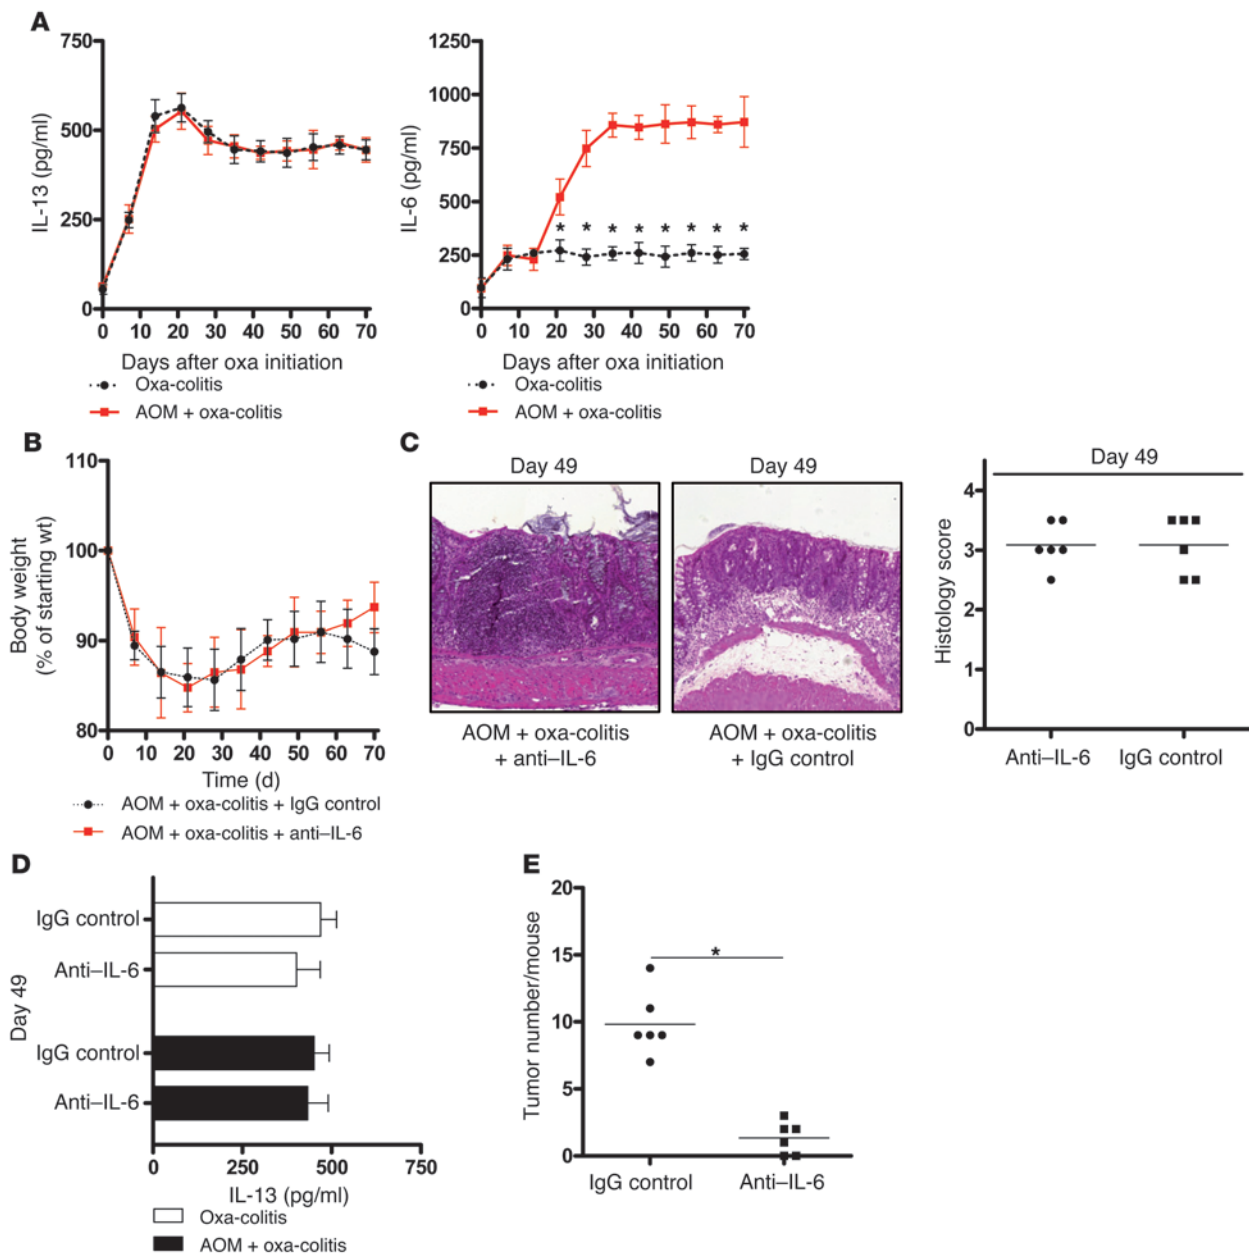 A
750
500
250
0
IL-13 (pg/ml)
0 10 20 30 40 50 60 70
Days after oxa initiation
Oxa-colitis
AOM + oxa-colitis
1250
1000
750
500
250
0
IL-6 (pg/ml)
* * * * * * * *
0 10 20 30 40 50 60 70
Days after oxa initiation
Oxa-colitis
AOM + oxa-colitis
B
110
100
90
80
Body weight
(% of starting wt)
0 10 20 30 40 50 60 70
Time (d)
AOM + oxa-colitis + IgG control
AOM + oxa-colitis + anti–IL-6
C
Day 49
AOM + oxa-colitis
+ anti–IL-6
Day 49
AOM + oxa-colitis
+ IgG control
Day 49
4
3
2
0
Histology score
Anti–IL-6 IgG control
D
Day 49
IgG control
Anti–IL-6
IgG control
Anti–IL-6
0 250 500 750
IL-13 (pg/ml)
Oxa-colitis
AOM + oxa-colitis
E
20
15
10
5
0
Tumor number/mouse
*
IgG control Anti–IL-6